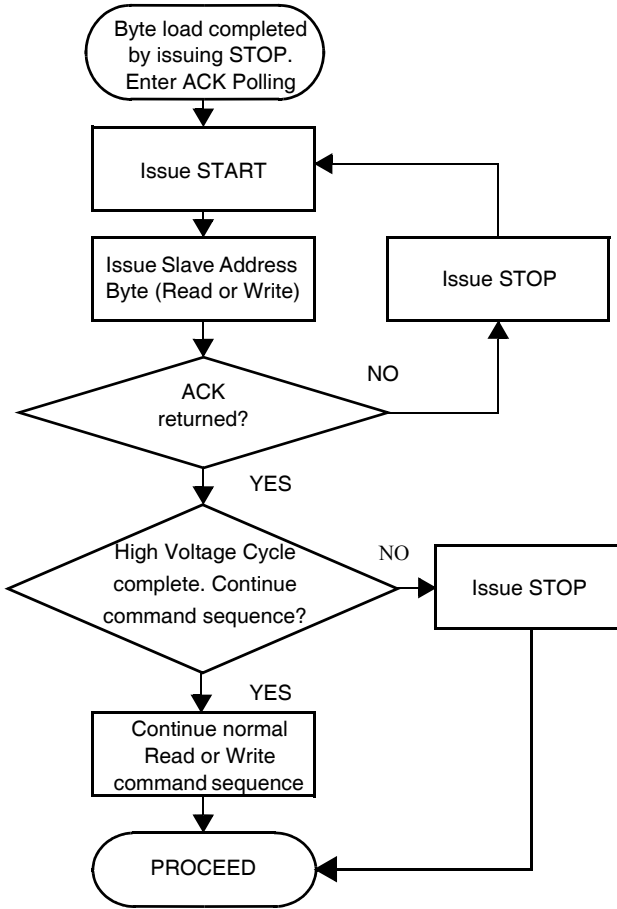 Byte load completed
by issuing STOP.
Enter ACK Polling
Issue START
Issue Slave Address
Byte (Read or Write)
Issue STOP
ACK
returned?
NO
YES
High Voltage Cycle
complete. Continue
command sequence?
NO
Issue STOP
YES
Continue normal
Read or Write
command sequence
PROCEED